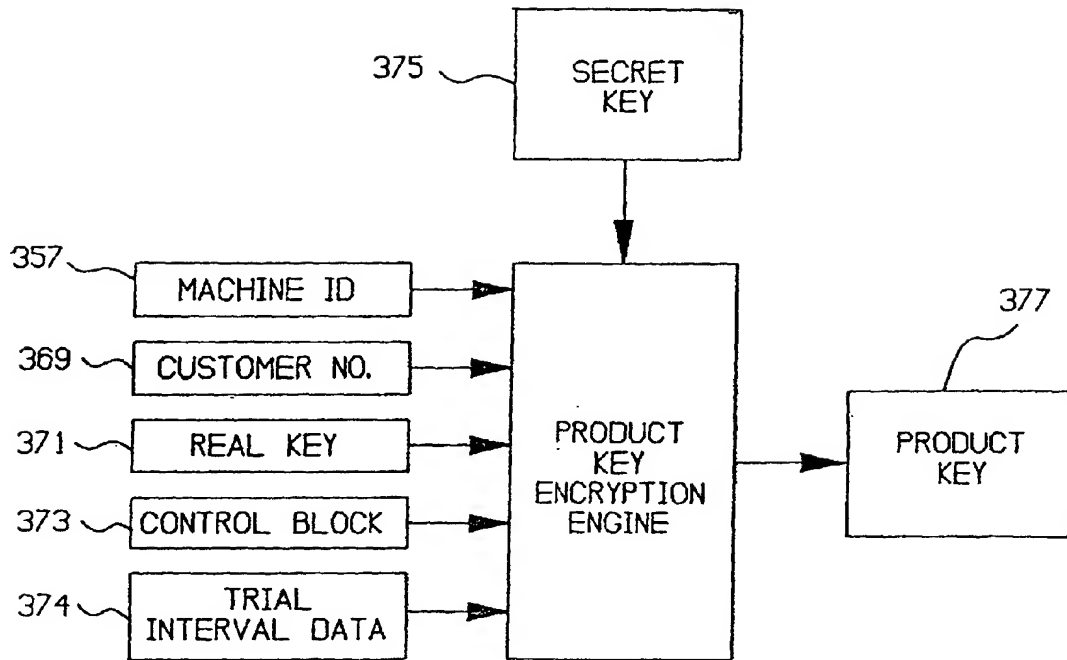 375
SECRET
KEY
357
MACHINE ID
369
CUSTOMER NO.
371
REAL KEY
373
CONTROL BLOCK
374
TRIAL
INTERVAL DATA
PRODUCT
KEY
ENCRYPTION
ENGINE
377
PRODUCT
KEY